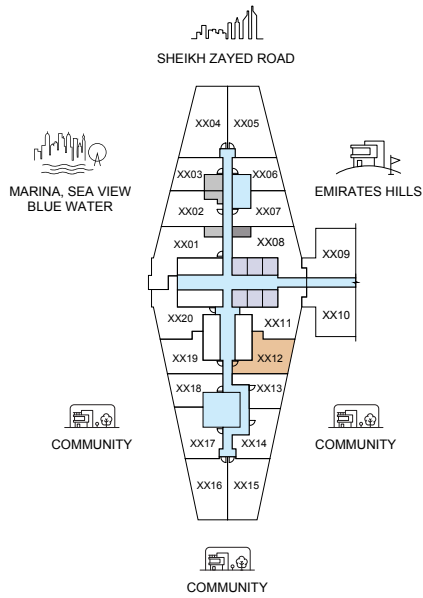 SHEIKH ZAYED ROAD
XX04
XX05
MARINA, SEA VIEW
BLUE WATER
EMIRATES HILLS
XX03
XX06
XX02
XX07
XX01
XX08
XX09
XX10
XX20
XX11
XX19
XX12
XX18
XX13
COMMUNITY
COMMUNITY
XX17
XX14
XX16
XX15
COMMUNITY